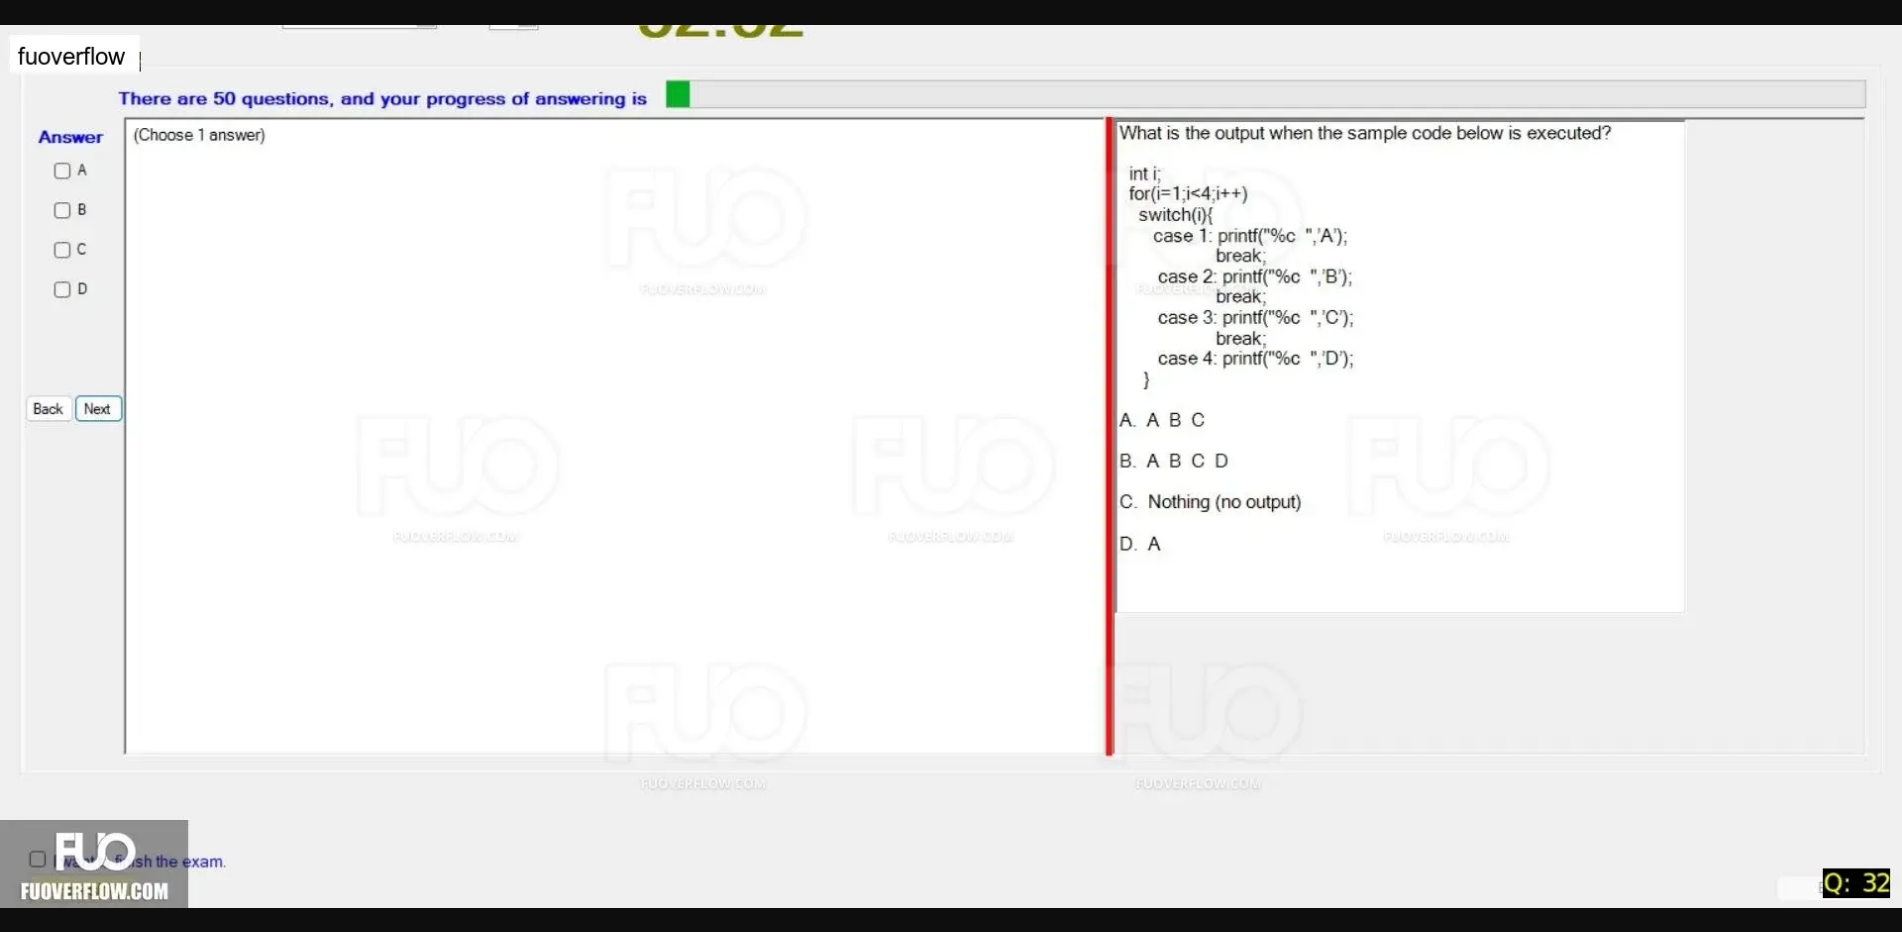 fuoverflow
There are 50 questions, and your progress of answering is
Answer
(Choose 1 answer)
A
B
C
D
Back Next
What is the output when the sample code below is executed?
int i;
for(i=1;i<4;i++)
switch(i){
case 1: printf("%c ",'A');
break;
case 2: printf("%c ",'B');
break;
case 3: printf("%c ",'C');
break;
case 4: printf("%c ",'D');
}
A. A B C
B. A B C D
C. Nothing (no output)
D. A
FUO
FUOVERFLOW.COM
FUO
FUOVERFLOW.COM
FUO
FUOVERFLOW.COM
FUO
FUOVERFLOW.COM
FUO
FUOVERFLOW.COM
FUO
FUOVERFLOW.COM
FUO
FUOVERFLOW.COM
the exam.
FUO
FUOVERFLOW.COM
Q: 32